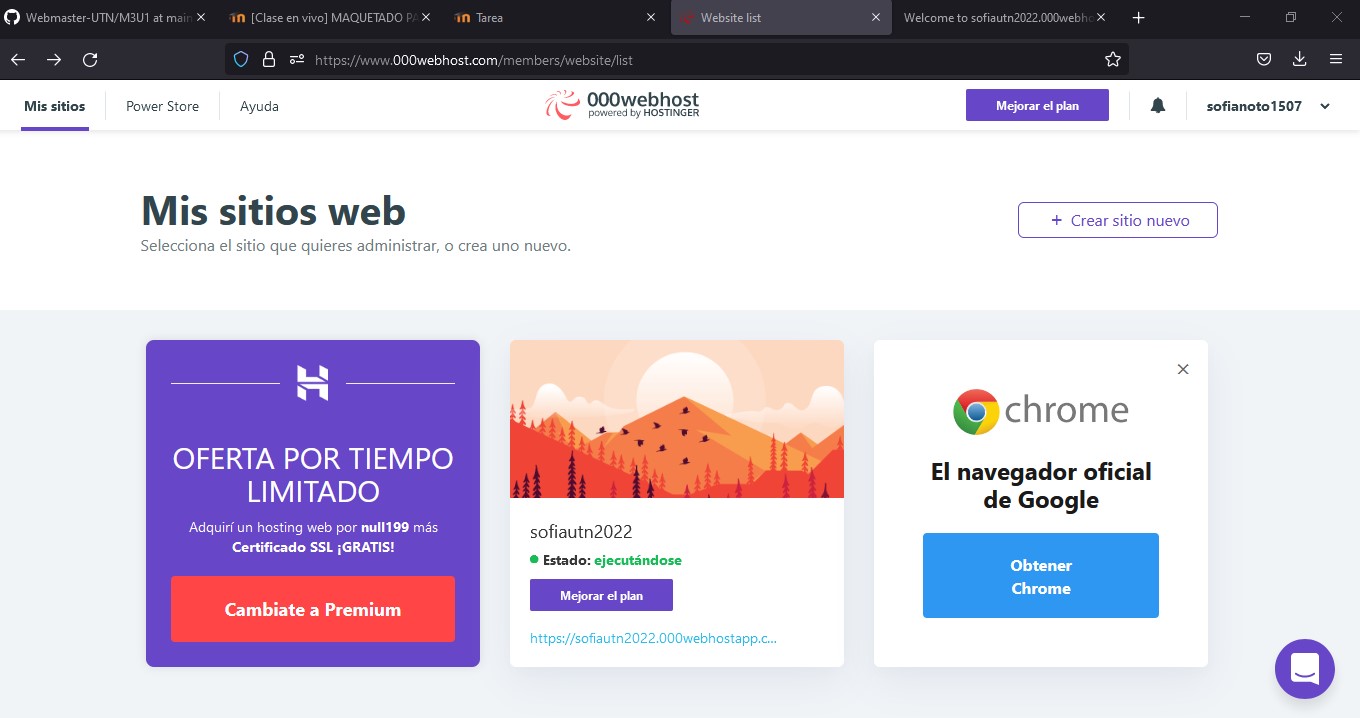 Webmaster-UTN/M3U1 at main
[Clase en vivo] MAQUETADO PA
Tarea
Website list
Welcome to sofiautn2022.000webho
https://www.000webhost.com/members/website/list
Mis sitios
Power Store
Ayuda
000webhost
powered by HOSTINGER
Mejorar el plan
sofianoto1507
Mis sitios web
Selecciona el sitio que quieres administrar, o crea uno nuevo.
+ Crear sitio nuevo
OFERTA POR TIEMPO
LIMITADO
Adquirí un hosting web por null199 más
Certificado SSL ¡GRATIS!
Cambiate a Premium
sofiautn2022
Estado: ejecutándose
Mejorar el plan
https://sofiautn2022.000webhostapp.c...
chrome
El navegador oficial
de Google
Obtener
Chrome